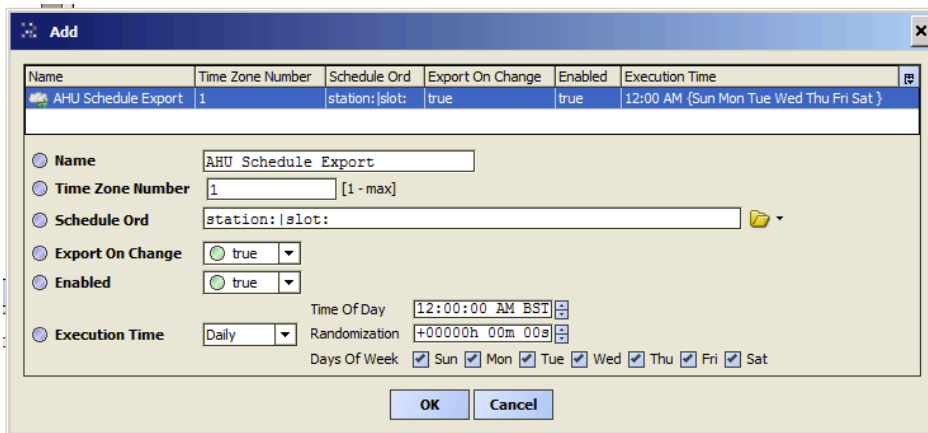 Add
Name Time Zone Number Schedule Ord Export On Change Enabled Execution Time
AHU Schedule Export 1 station:|slot: true true 12:00 AM {Sun Mon Tue Wed Thu Fri Sat }
Name AHU Schedule Export
Time Zone Number 1 [1 - max]
Schedule Ord station:|slot:
Export On Change true
Enabled true
Time Of Day 12:00:00 AM BST
Execution Time Daily Randomization +00000h 00m 00s
Days Of Week Sun Mon Tue Wed Thu Fri Sat
OK Cancel